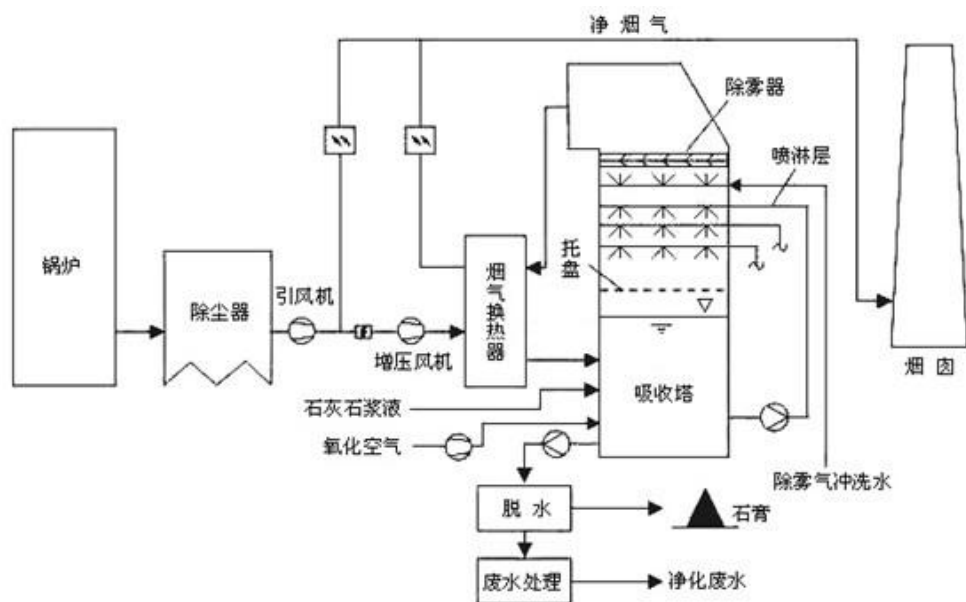 净 烟 气
除雾器
喷淋层
锅炉
除尘器
引风机
增压风机
烟气换热器
托盘
吸收塔
烟 囱
石灰石浆液
氧化空气
除雾气冲洗水
脱 水
石膏
废水处理
净化废水